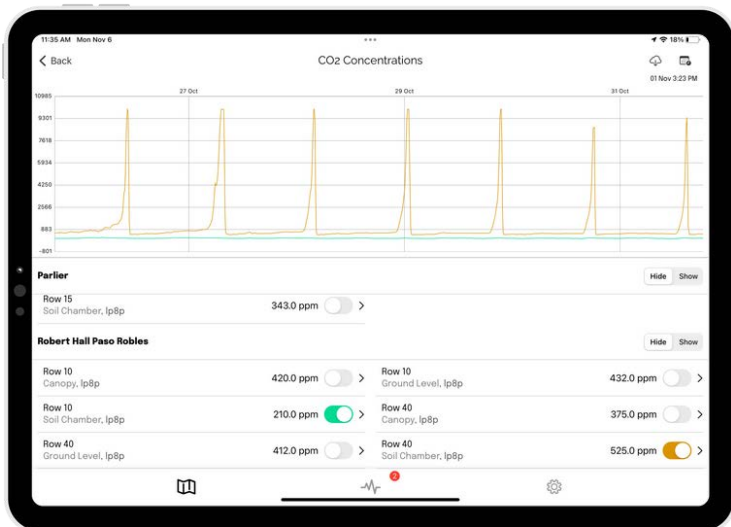 11:35 AM Mon Nov 6
18%
Back
CO2 Concentrations
01 Nov 3:23 PM
27 Oct 29 Oct 31 Oct
10985
9301
7618
5934
4250
2566
883
-801
Parlier
Hide Show
Row 15
Soil Chamber, lp8p
343.0 ppm
Robert Hall Paso Robles
Hide Show
Row 10
Canopy, lp8p
420.0 ppm
Row 10
Ground Level, lp8p
432.0 ppm
Row 10
Soil Chamber, lp8p
210.0 ppm
Row 40
Canopy, lp8p
375.0 ppm
Row 40
Ground Level, lp8p
412.0 ppm
Row 40
Soil Chamber, lp8p
525.0 ppm
2